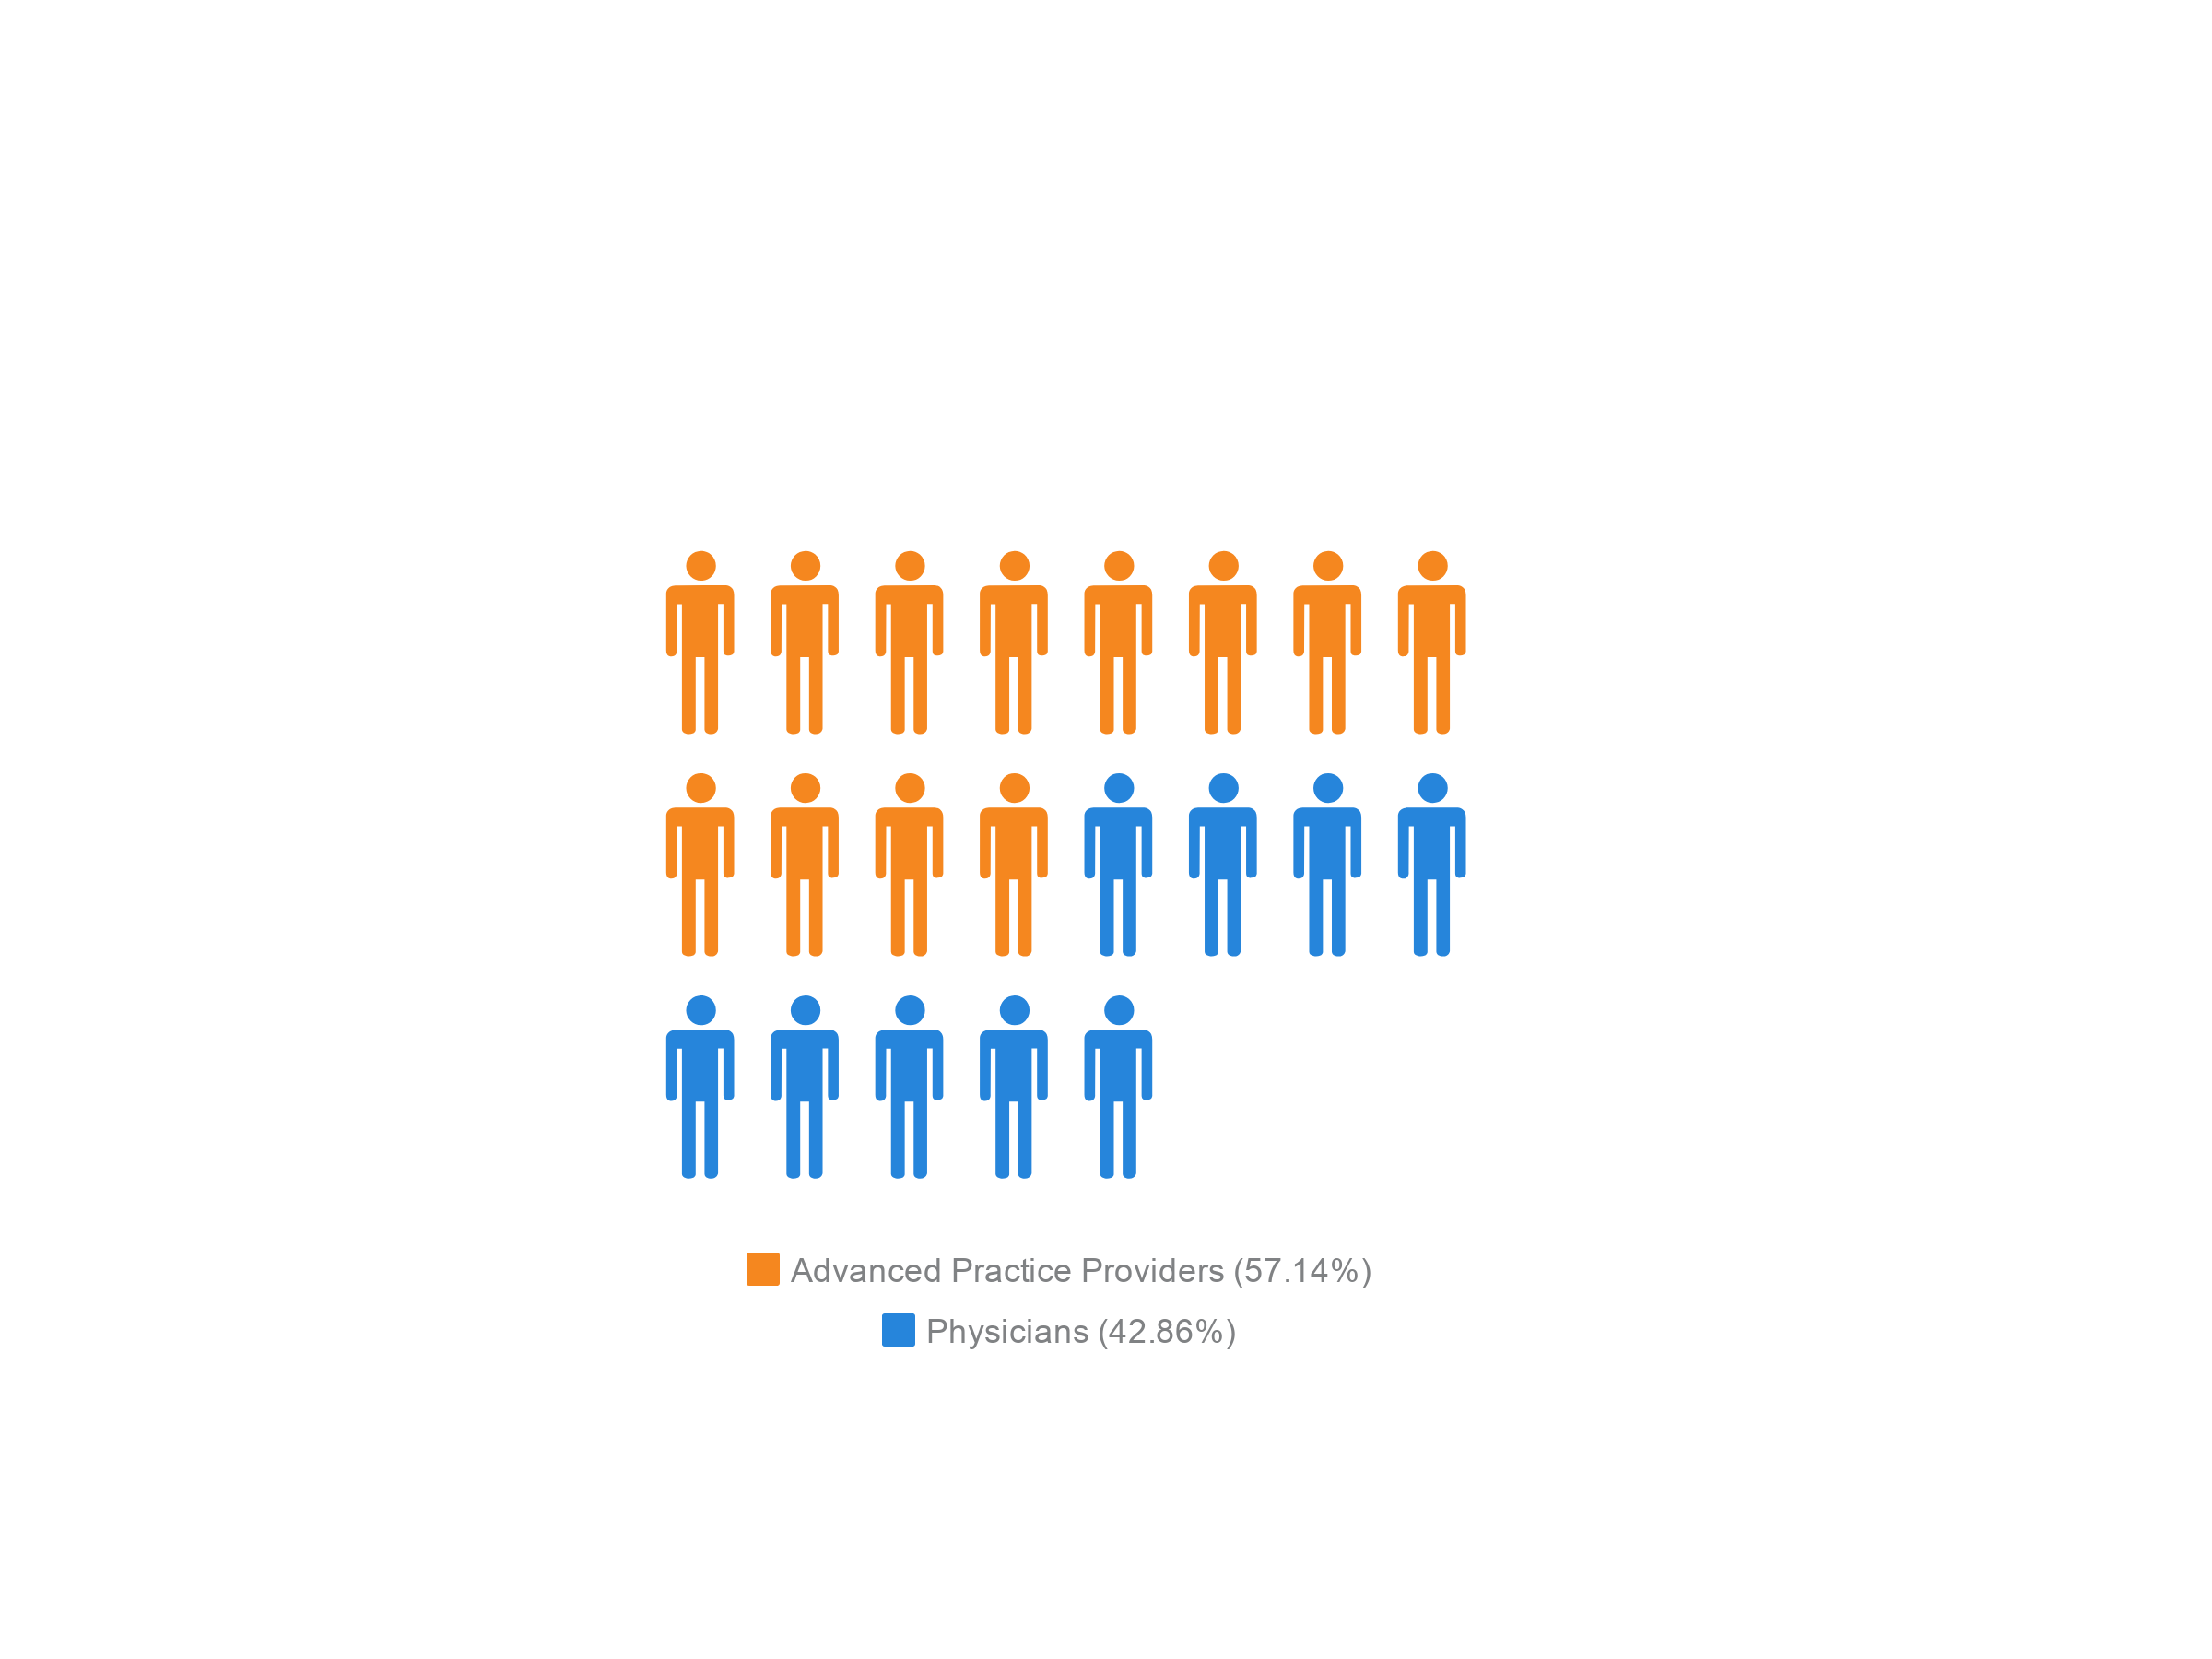 Advanced Practice Providers (57.14%)
Physicians (42.86%)